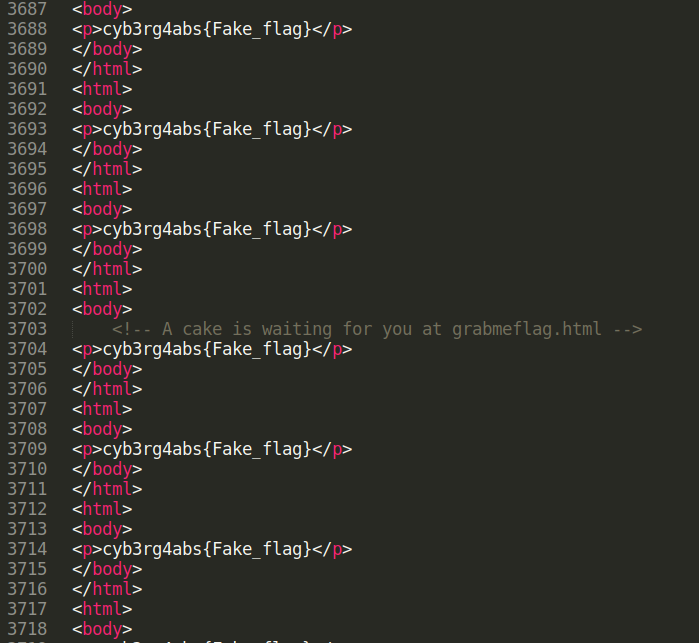 3687 <body>
3688 <p>cyb3rg4abs{Fake_flag}</p>
3689 </body>
3690 </html>
3691 <html>
3692 <body>
3693 <p>cyb3rg4abs{Fake_flag}</p>
3694 </body>
3695 </html>
3696 <html>
3697 <body>
3698 <p>cyb3rg4abs{Fake_flag}</p>
3699 </body>
3700 </html>
3701 <html>
3702 <body>
3703 <!-- A cake is waiting for you at grabmeflag.html -->
3704 <p>cyb3rg4abs{Fake_flag}</p>
3705 </body>
3706 </html>
3707 <html>
3708 <body>
3709 <p>cyb3rg4abs{Fake_flag}</p>
3710 </body>
3711 </html>
3712 <html>
3713 <body>
3714 <p>cyb3rg4abs{Fake_flag}</p>
3715 </body>
3716 </html>
3717 <html>
3718 <body>